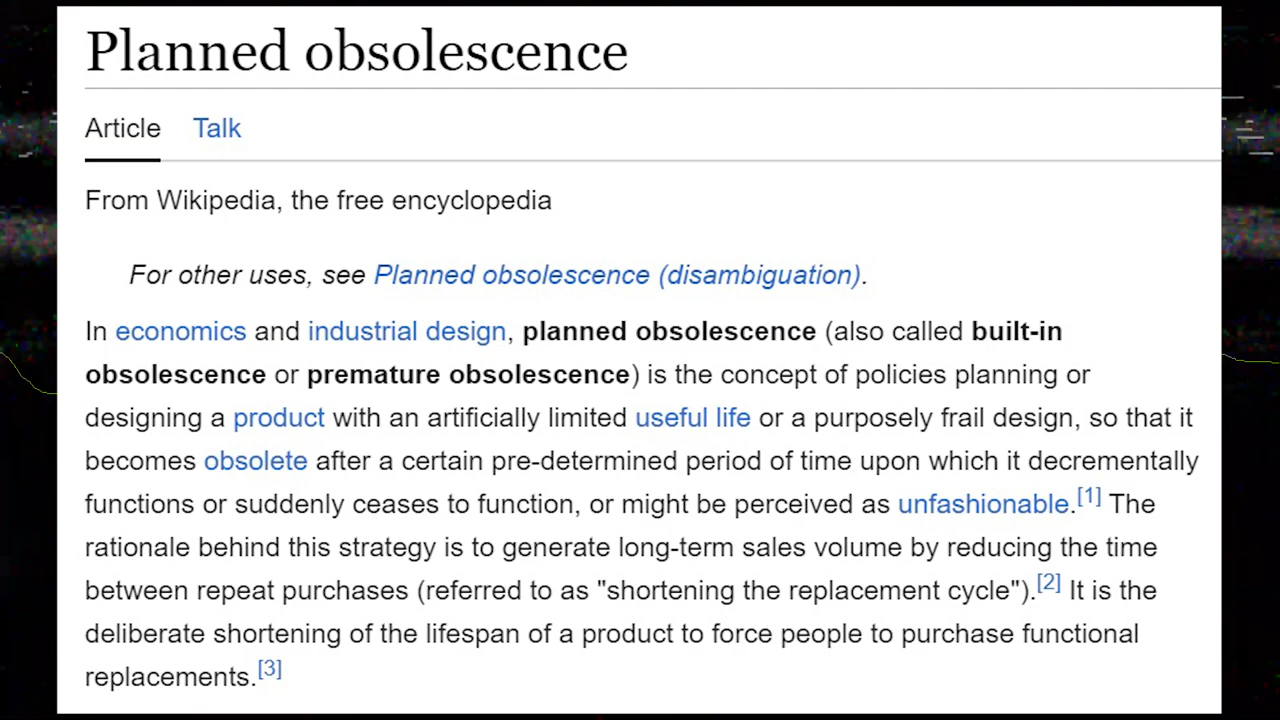 Planned obsolescence
Article Talk
From Wikipedia, the free encyclopedia
For other uses, see Planned obsolescence (disambiguation).
In economics and industrial design, planned obsolescence (also called built-in
obsolescence or premature obsolescence) is the concept of policies planning or
designing a product with an artificially limited useful life or a purposely frail design, so that it
becomes obsolete after a certain pre-determined period of time upon which it decrementally
functions or suddenly ceases to function, or might be perceived as unfashionable.[1] The
rationale behind this strategy is to generate long-term sales volume by reducing the time
between repeat purchases (referred to as "shortening the replacement cycle").[2] It is the
deliberate shortening of the lifespan of a product to force people to purchase functional
replacements.[3]